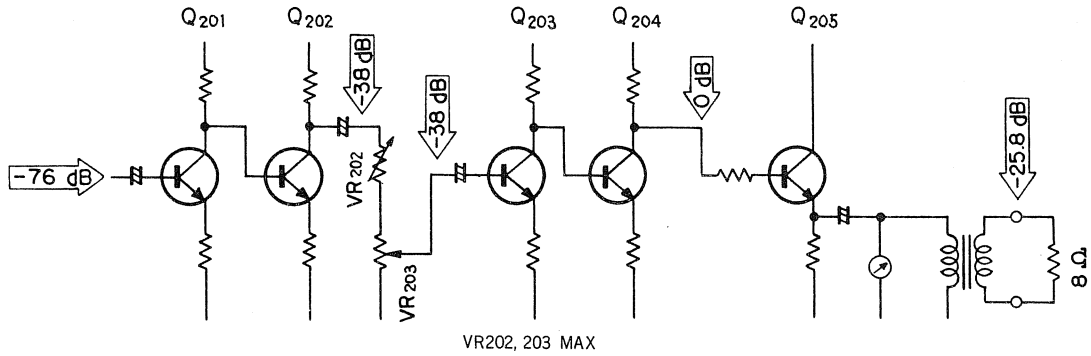 Q201
Q202
Q203
Q204
Q205
-38 dB
-38 dB
0 dB
-25.8 dB
-76 dB
VR202
VR203
8 Ω
VR202, 203 MAX